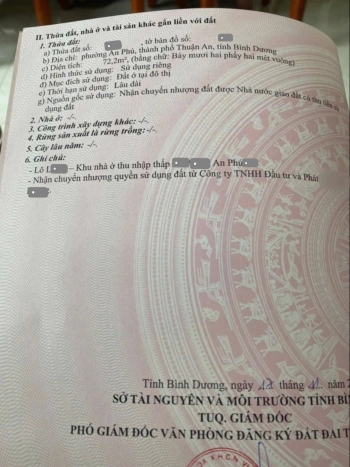 II. Thửa đất, nhà ở và tài sản khác gắn liền với đất
1. Thửa đất:
a) Thửa đất số: , tờ bản đồ số:
b) Địa chỉ: phường An Phú, thành phố Thuận An, tỉnh Bình Dương
c) Diện tích: 72,2m², (bằng chữ: Bảy mươi hai phẩy hai mét vuông)
d) Hình thức sử dụng: Sử dụng riêng
đ) Mục đích sử dụng: Đất ở tại đô thị
e) Thời hạn sử dụng: Lâu dài
g) Nguồn gốc sử dụng: Nhận chuyển nhượng đất được Nhà nước giao đất có thu tiền sử
dụng đất
2. Nhà ở: -/-.
3. Công trình xây dựng khác: -/-.
4. Rừng sản xuất là rừng trồng: -/-.
5. Cây lâu năm: -/-.
6. Ghi chú:
- Lô – Khu nhà ở thu nhập thấp An Phú
- Nhận chuyển nhượng quyền sử dụng đất từ Công ty TNHH Đầu tư và Phát
Tỉnh Bình Dương, ngày tháng năm
SỞ TÀI NGUYÊN VÀ MÔI TRƯỜNG TỈNH BÌ
TUQ. GIÁM ĐỐC
PHÓ GIÁM ĐỐC VĂN PHÒNG ĐĂNG KÝ ĐẤT ĐAI T